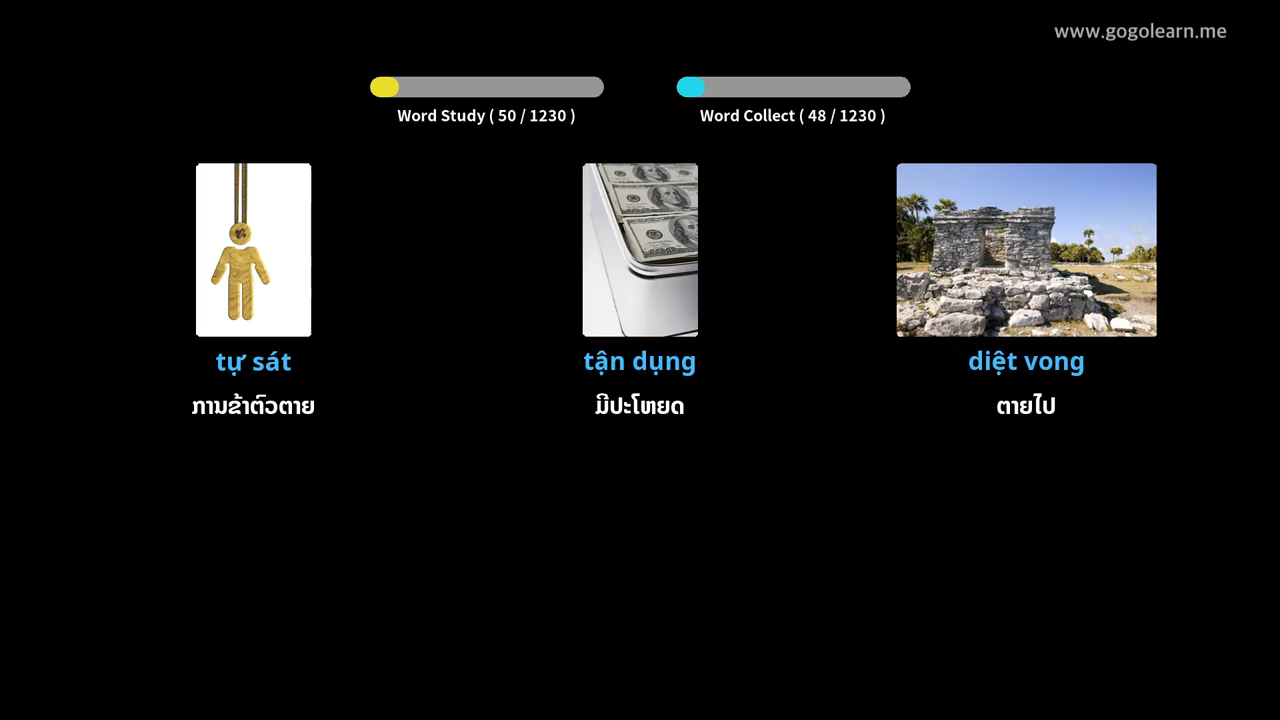 www.gogolearn.me
Word Study ( 50 / 1230 )
Word Collect ( 48 / 1230 )
tự sát
tận dụng
diệt vong
ການຂ້າຕົວຕາຍ
ມີປະໂຫຍດ
ຕາຍໄປ